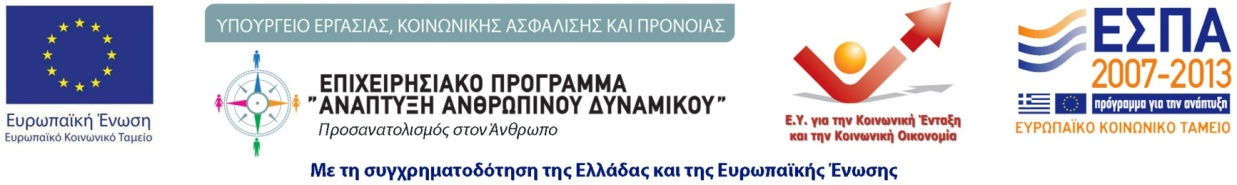 Ευρωπαϊκή Ένωση
Ευρωπαϊκό Κοινωνικό Ταμείο
ΥΠΟΥΡΓΕΙΟ ΕΡΓΑΣΙΑΣ, ΚΟΙΝΩΝΙΚΗΣ ΑΣΦΑΛΙΣΗΣ ΚΑΙ ΠΡΟΝΟΙΑΣ
ΕΠΙΧΕΙΡΗΣΙΑΚΟ ΠΡΟΓΡΑΜΜΑ
"ΑΝΑΠΤΥΞΗ ΑΝΘΡΩΠΙΝΟΥ ΔΥΝΑΜΙΚΟΥ"
Προσανατολισμός στον Άνθρωπο
Ε.Υ. για την Κοινωνική Ένταξη
και την Κοινωνική Οικονομία
ΕΣΠΑ
2007-2013
πρόγραμμα για την ανάπτυξη
ΕΥΡΩΠΑΪΚΟ ΚΟΙΝΩΝΙΚΟ ΤΑΜΕΙΟ
Με τη συγχρηματοδότηση της Ελλάδας και της Ευρωπαϊκής Ένωσης